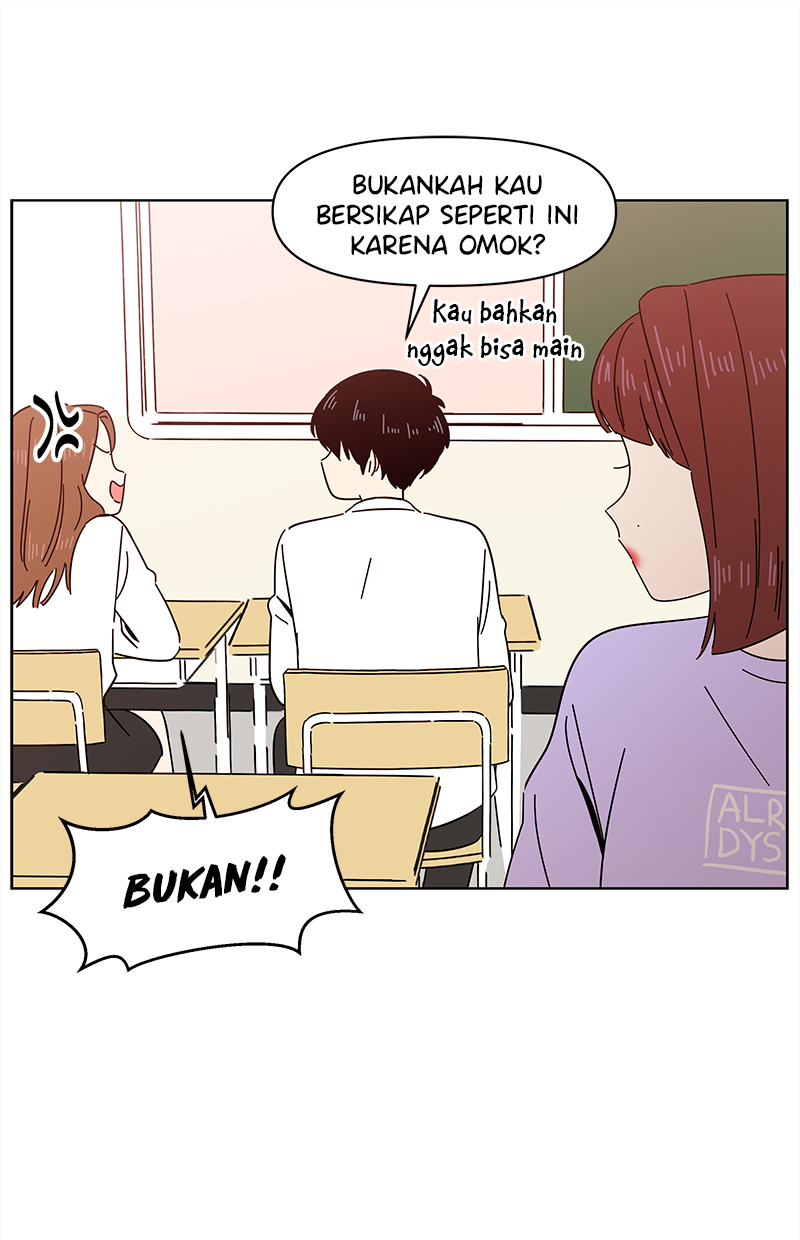 BUKANKAH KAU
BERSIKAP SEPERTI INI
KARENA OMOK?
kau bahkan
nggak bisa main
BUKAN!!
ALR
DYS